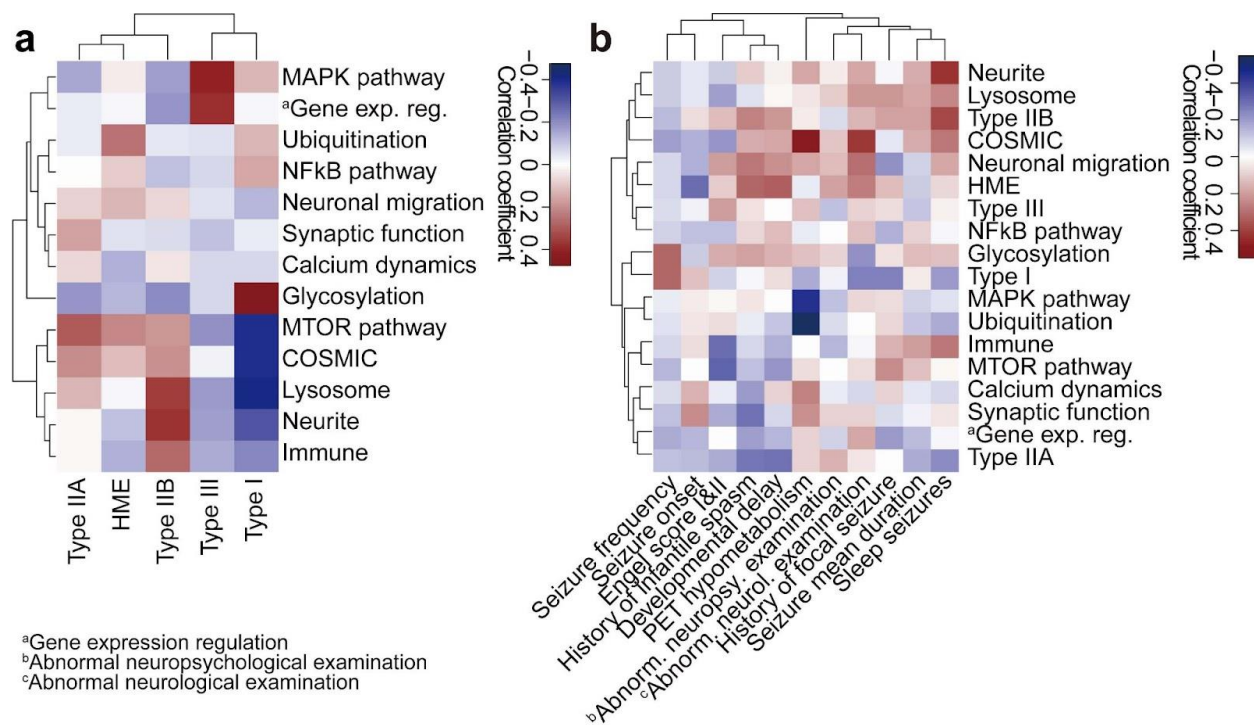 a
MAPK pathway
ᵃGene exp. reg.
Ubiquitination
NFkB pathway
Neuronal migration
Synaptic function
Calcium dynamics
Glycosylation
MTOR pathway
COSMIC
Lysosome
Neurite
Immune
Type IIA
HME
Type IIB
Type III
Type I
−0.4
−0.2
0
0.2
0.4
Correlation coefficient
b
Neurite
Lysosome
Type IIB
COSMIC
Neuronal migration
HME
Type III
NFkB pathway
Glycosylation
Type I
MAPK pathway
Ubiquitination
Immune
MTOR pathway
Calcium dynamics
Synaptic function
ᵃGene exp. reg.
Type IIA
Seizure frequency
Seizure onset
Engel score I&II
History of infantile spasm
Developmental delay
PET hypometabolism
ᵇAbnorm. neuropsy. examination
ᶜAbnorm. neurol. examination
History of focal seizure
Seizure mean duration
Sleep seizures
−0.4
−0.2
0
0.2
0.4
Correlation coefficient
ᵃGene expression regulation
ᵇAbnormal neuropsychological examination
ᶜAbnormal neurological examination